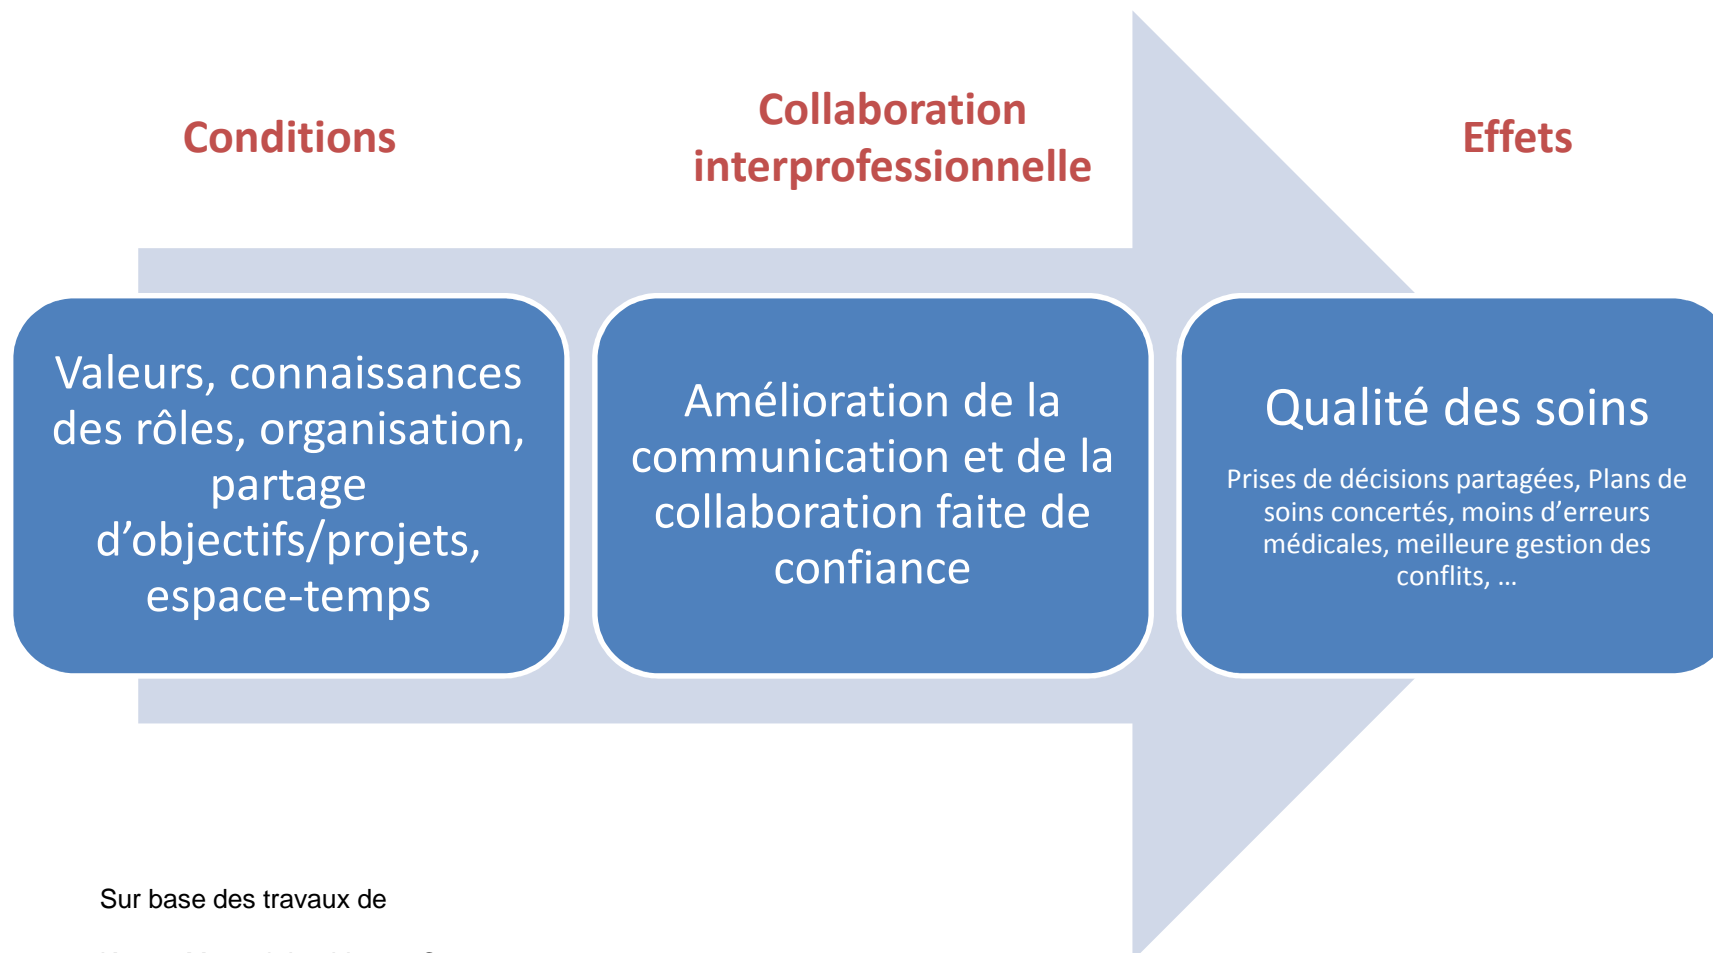 Conditions
Collaboration
interprofessionnelle
Effets
Valeurs, connaissances
des rôles, organisation,
partage
d’objectifs/projets,
espace-temps
Amélioration de la
communication et de la
collaboration faite de
confiance
Qualité des soins
Prises de décisions partagées, Plans de
soins concertés, moins d’erreurs
médicales, meilleure gestion des
conflits, ...
Sur base des travaux de